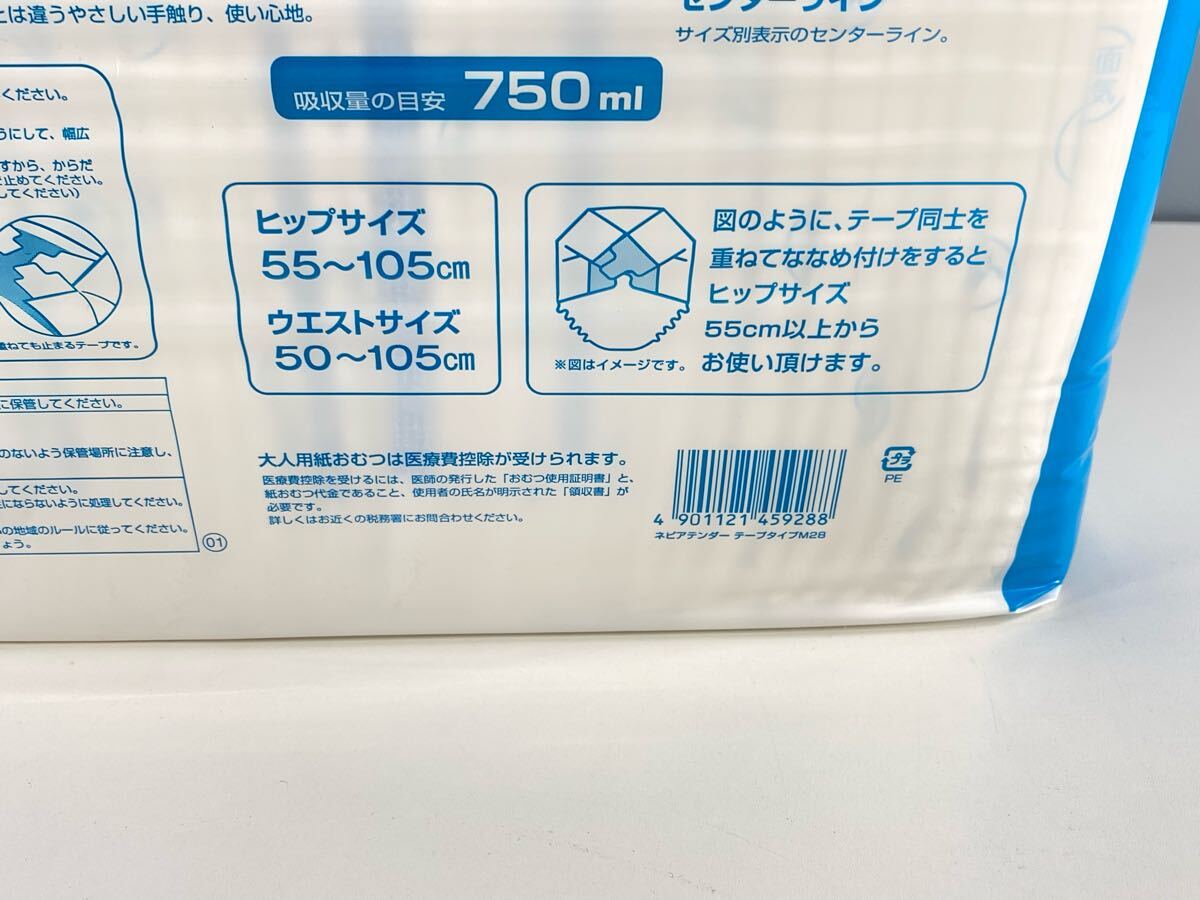 とは違うやさしい手触り、使い心地。
センターライン
サイズ別表示のセンターライン。
吸収量の目安 750ml
ください。
うにして、幅広
すから、からだ
止めてください。
してください)
重ねても止まるテープです。
ヒップサイズ
55〜105cm
ウエストサイズ
50〜105cm
図のように、テープ同士を
重ねてななめ付けをすると
ヒップサイズ
55cm以上から
お使い頂けます。
※図はイメージです。
に保管してください。
のないよう保管場所に注意し、
してください。
にならないように処理してください。
の地域のルールに従ってください。
ょう。
01
大人用紙おむつは医療費控除が受けられます。
医療費控除を受けるには、医師の発行した「おむつ使用証明書」と、
紙おむつ代金であること、使用者の氏名が明示された「領収書」が
必要です。
詳しくはお近くの税務署にお問合わせください。
4 901121 459288
ネピアテンダー テープタイプM28
プラ
PE